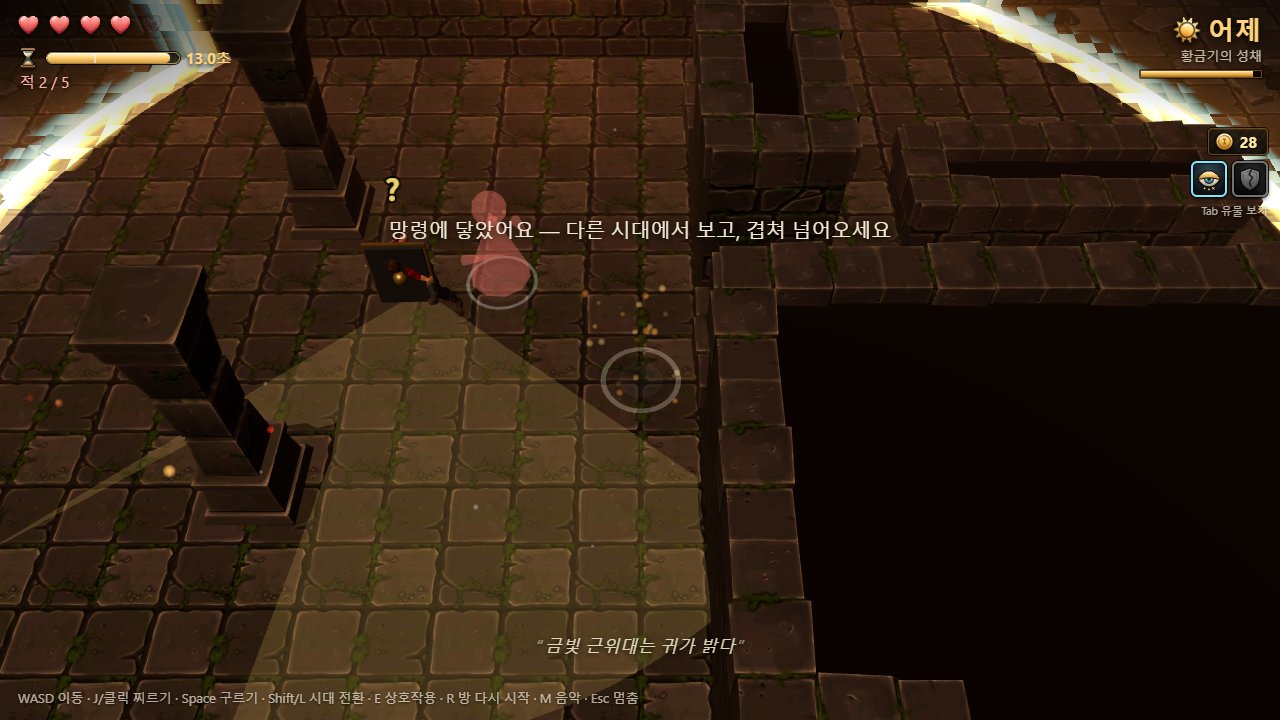 13.0초
적 2 / 5
어제
황금기의 성채
28
Tab 유물 보
?
망령에 닿았어요 — 다른 시대에서 보고, 겹쳐 넘어오세요
“금빛 근위대는 귀가 밝다”
WASD 이동 · J/클릭 찌르기 · Space 구르기 · Shift/L 시대 전환 · E 상호작용 · R 방 다시 시작 · M 음악 · Esc 멈춤